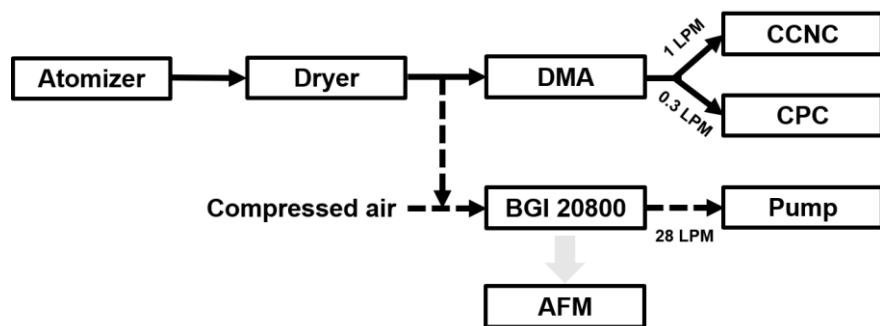 Atomizer
Dryer
DMA
1 LPM
CCNC
0.3 LPM
CPC
Compressed air
BGI 20800
28 LPM
Pump
AFM